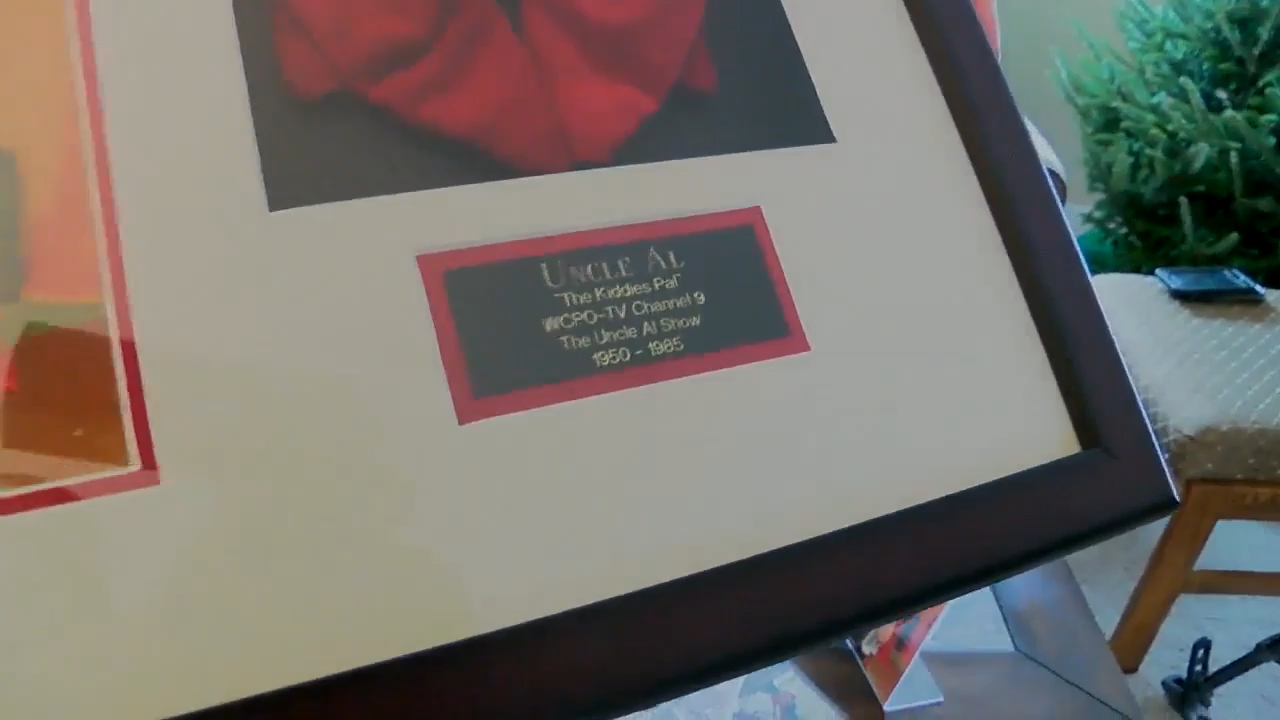 UNCLE AL
"The Kiddies Pal"
WCPO-TV Channel 9
The Uncle Al Show
1950 - 1985